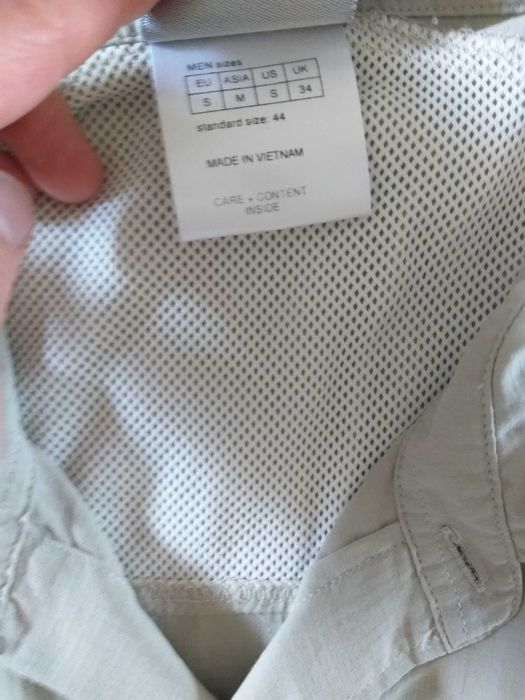 MEN sizes
EU ASIA US UK
S M S 34
standard size: 44
MADE IN VIETNAM
CARE + CONTENT
INSIDE